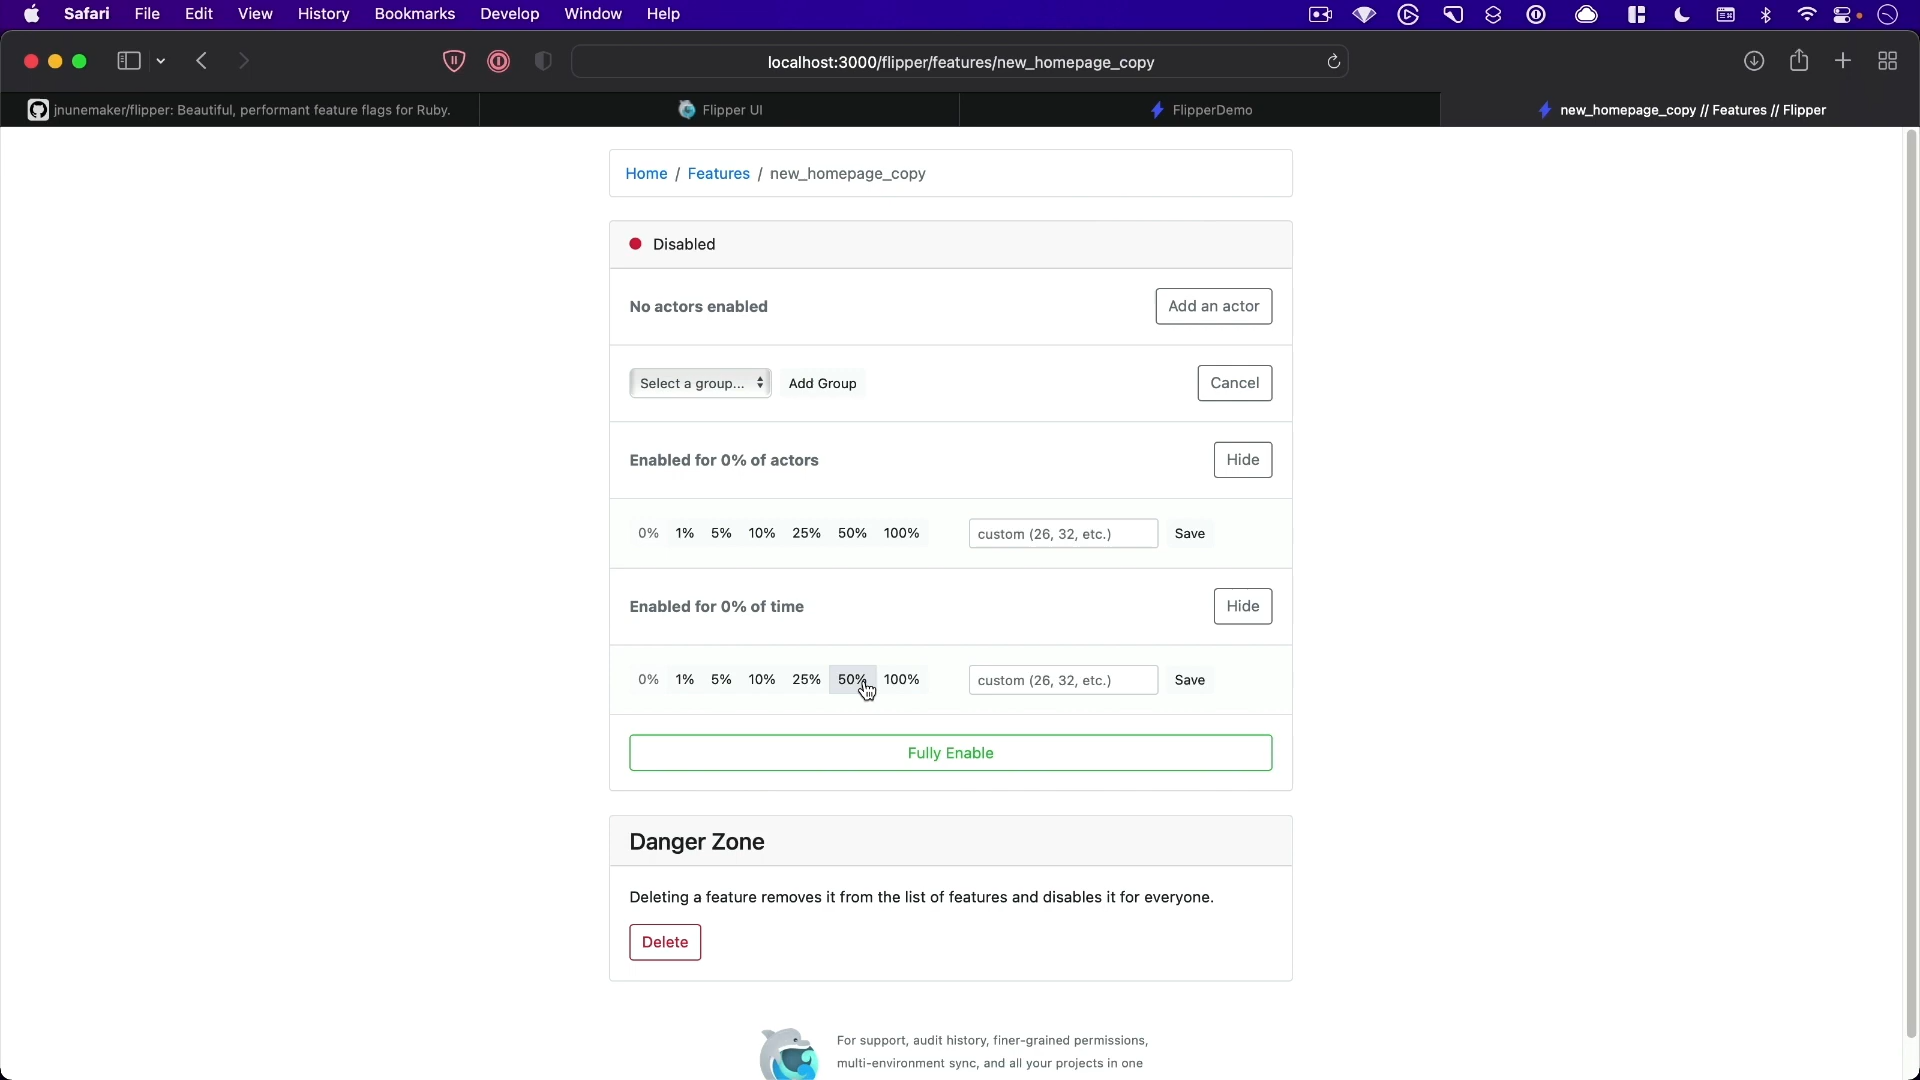 Safari File Edit View History Bookmarks Develop Window Help
localhost:3000/flipper/features/new_homepage_copy
jnunemaker/flipper: Beautiful, performant feature flags for Ruby.
Flipper UI
FlipperDemo
new_homepage_copy // Features // Flipper
Home / Features / new_homepage_copy
Disabled
No actors enabled
Add an actor
Select a group...
Add Group
Cancel
Enabled for 0% of actors
Hide
0% 1% 5% 10% 25% 50% 100%
custom (26, 32, etc.)
Save
Enabled for 0% of time
Hide
0% 1% 5% 10% 25% 50% 100%
custom (26, 32, etc.)
Save
Fully Enable
Danger Zone
Deleting a feature removes it from the list of features and disables it for everyone.
Delete
For support, audit history, finer-grained permissions,
multi-environment sync, and all your projects in one